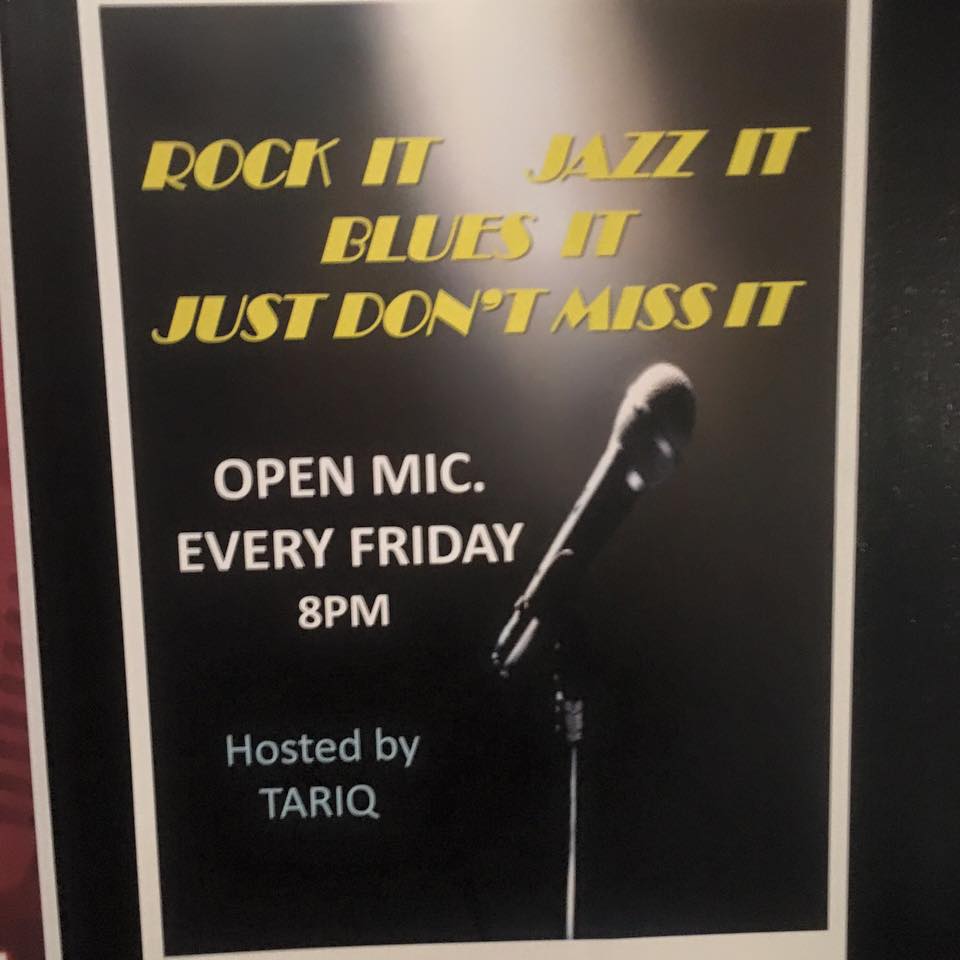 ROCK IT JAZZ IT
BLUES IT
JUST DON'T MISS IT
OPEN MIC.
EVERY FRIDAY
8PM
Hosted by
TARIQ